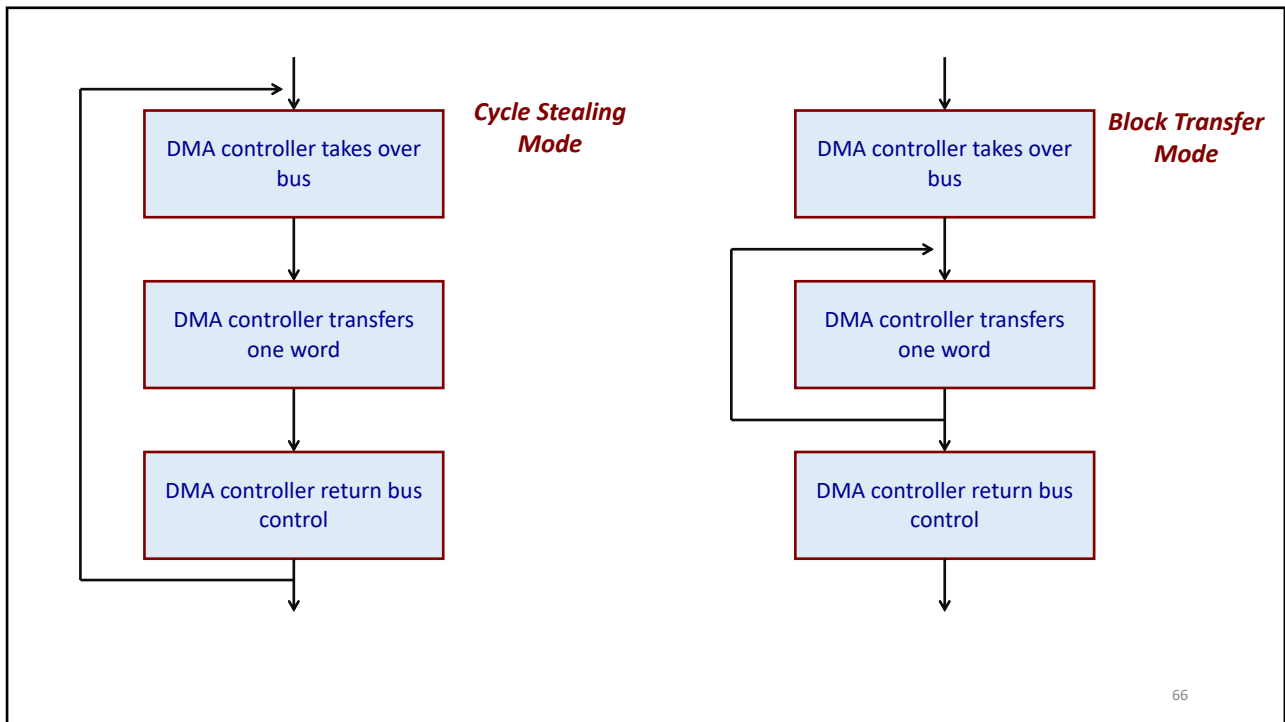 Cycle Stealing
Mode
DMA controller takes over
bus
DMA controller transfers
one word
DMA controller return bus
control
Block Transfer
Mode
DMA controller takes over
bus
DMA controller transfers
one word
DMA controller return bus
control
66